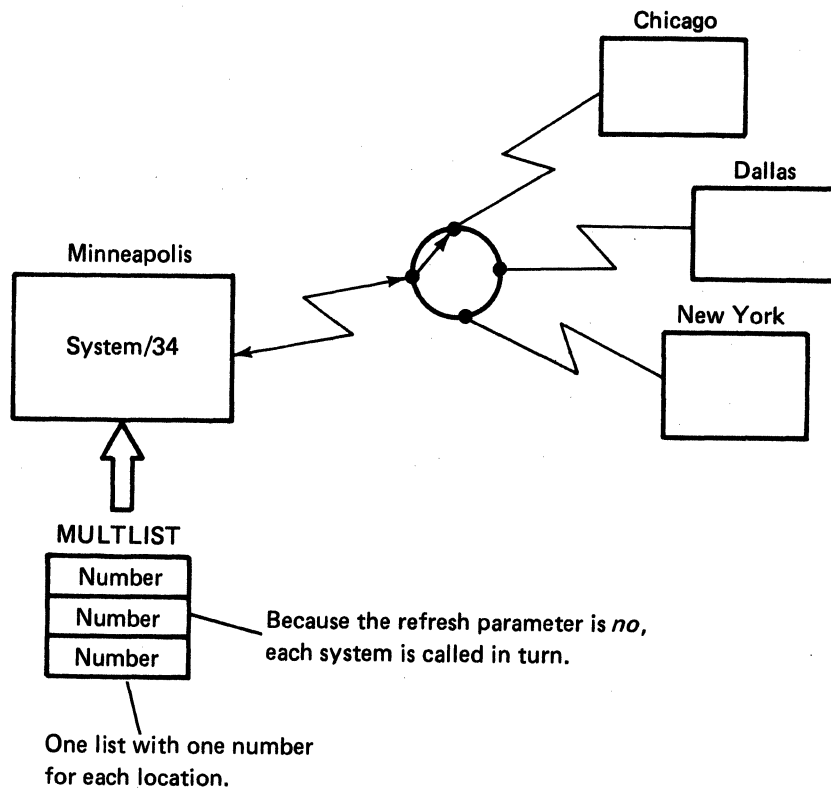 Chicago
Dallas
Minneapolis
New York
System/34
MULTLIST
Number
Number
Number
Because the refresh parameter is no,
each system is called in turn.
One list with one number
for each location.